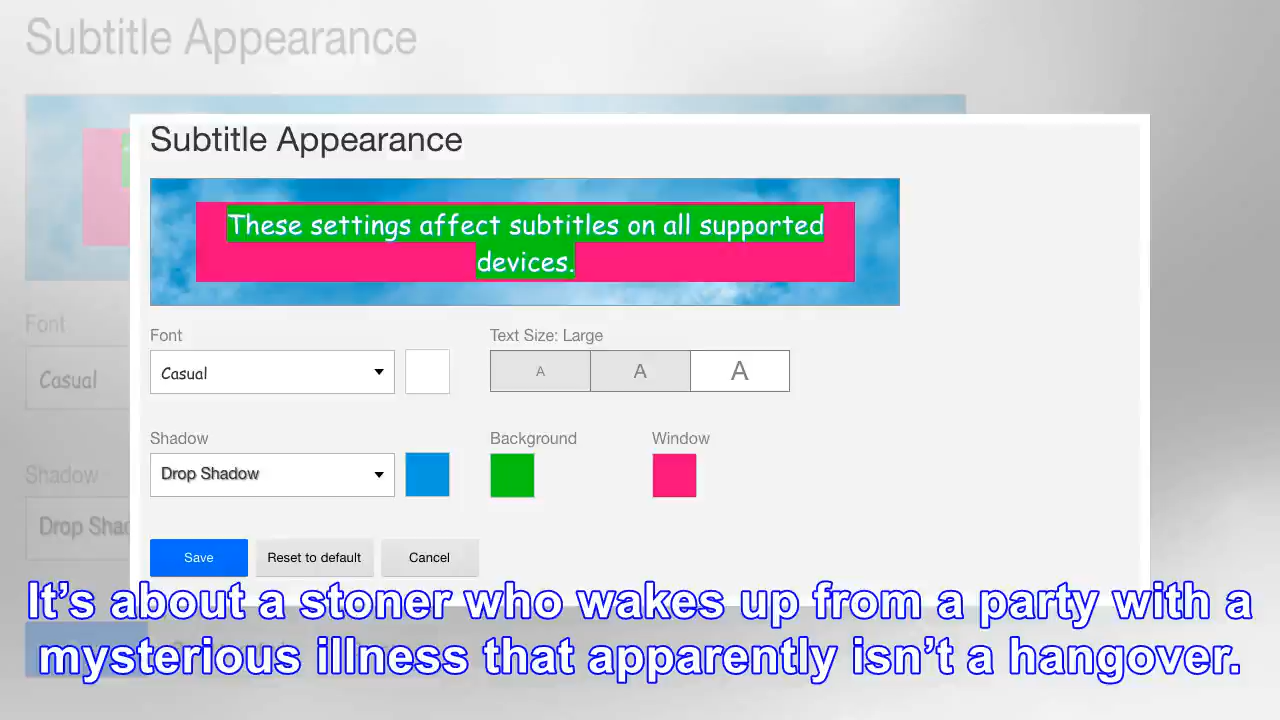 Subtitle Appearance
Subtitle Appearance
These settings affect subtitles on all supported
devices.
Font
Font
Text Size: Large
Casual
Casual
A
A
A
Shadow
Background
Window
Shadow
Drop Shadow
Drop Shad
Save
Reset to default
Cancel
It’s about a stoner who wakes up from a party with a
mysterious illness that apparently isn’t a hangover.